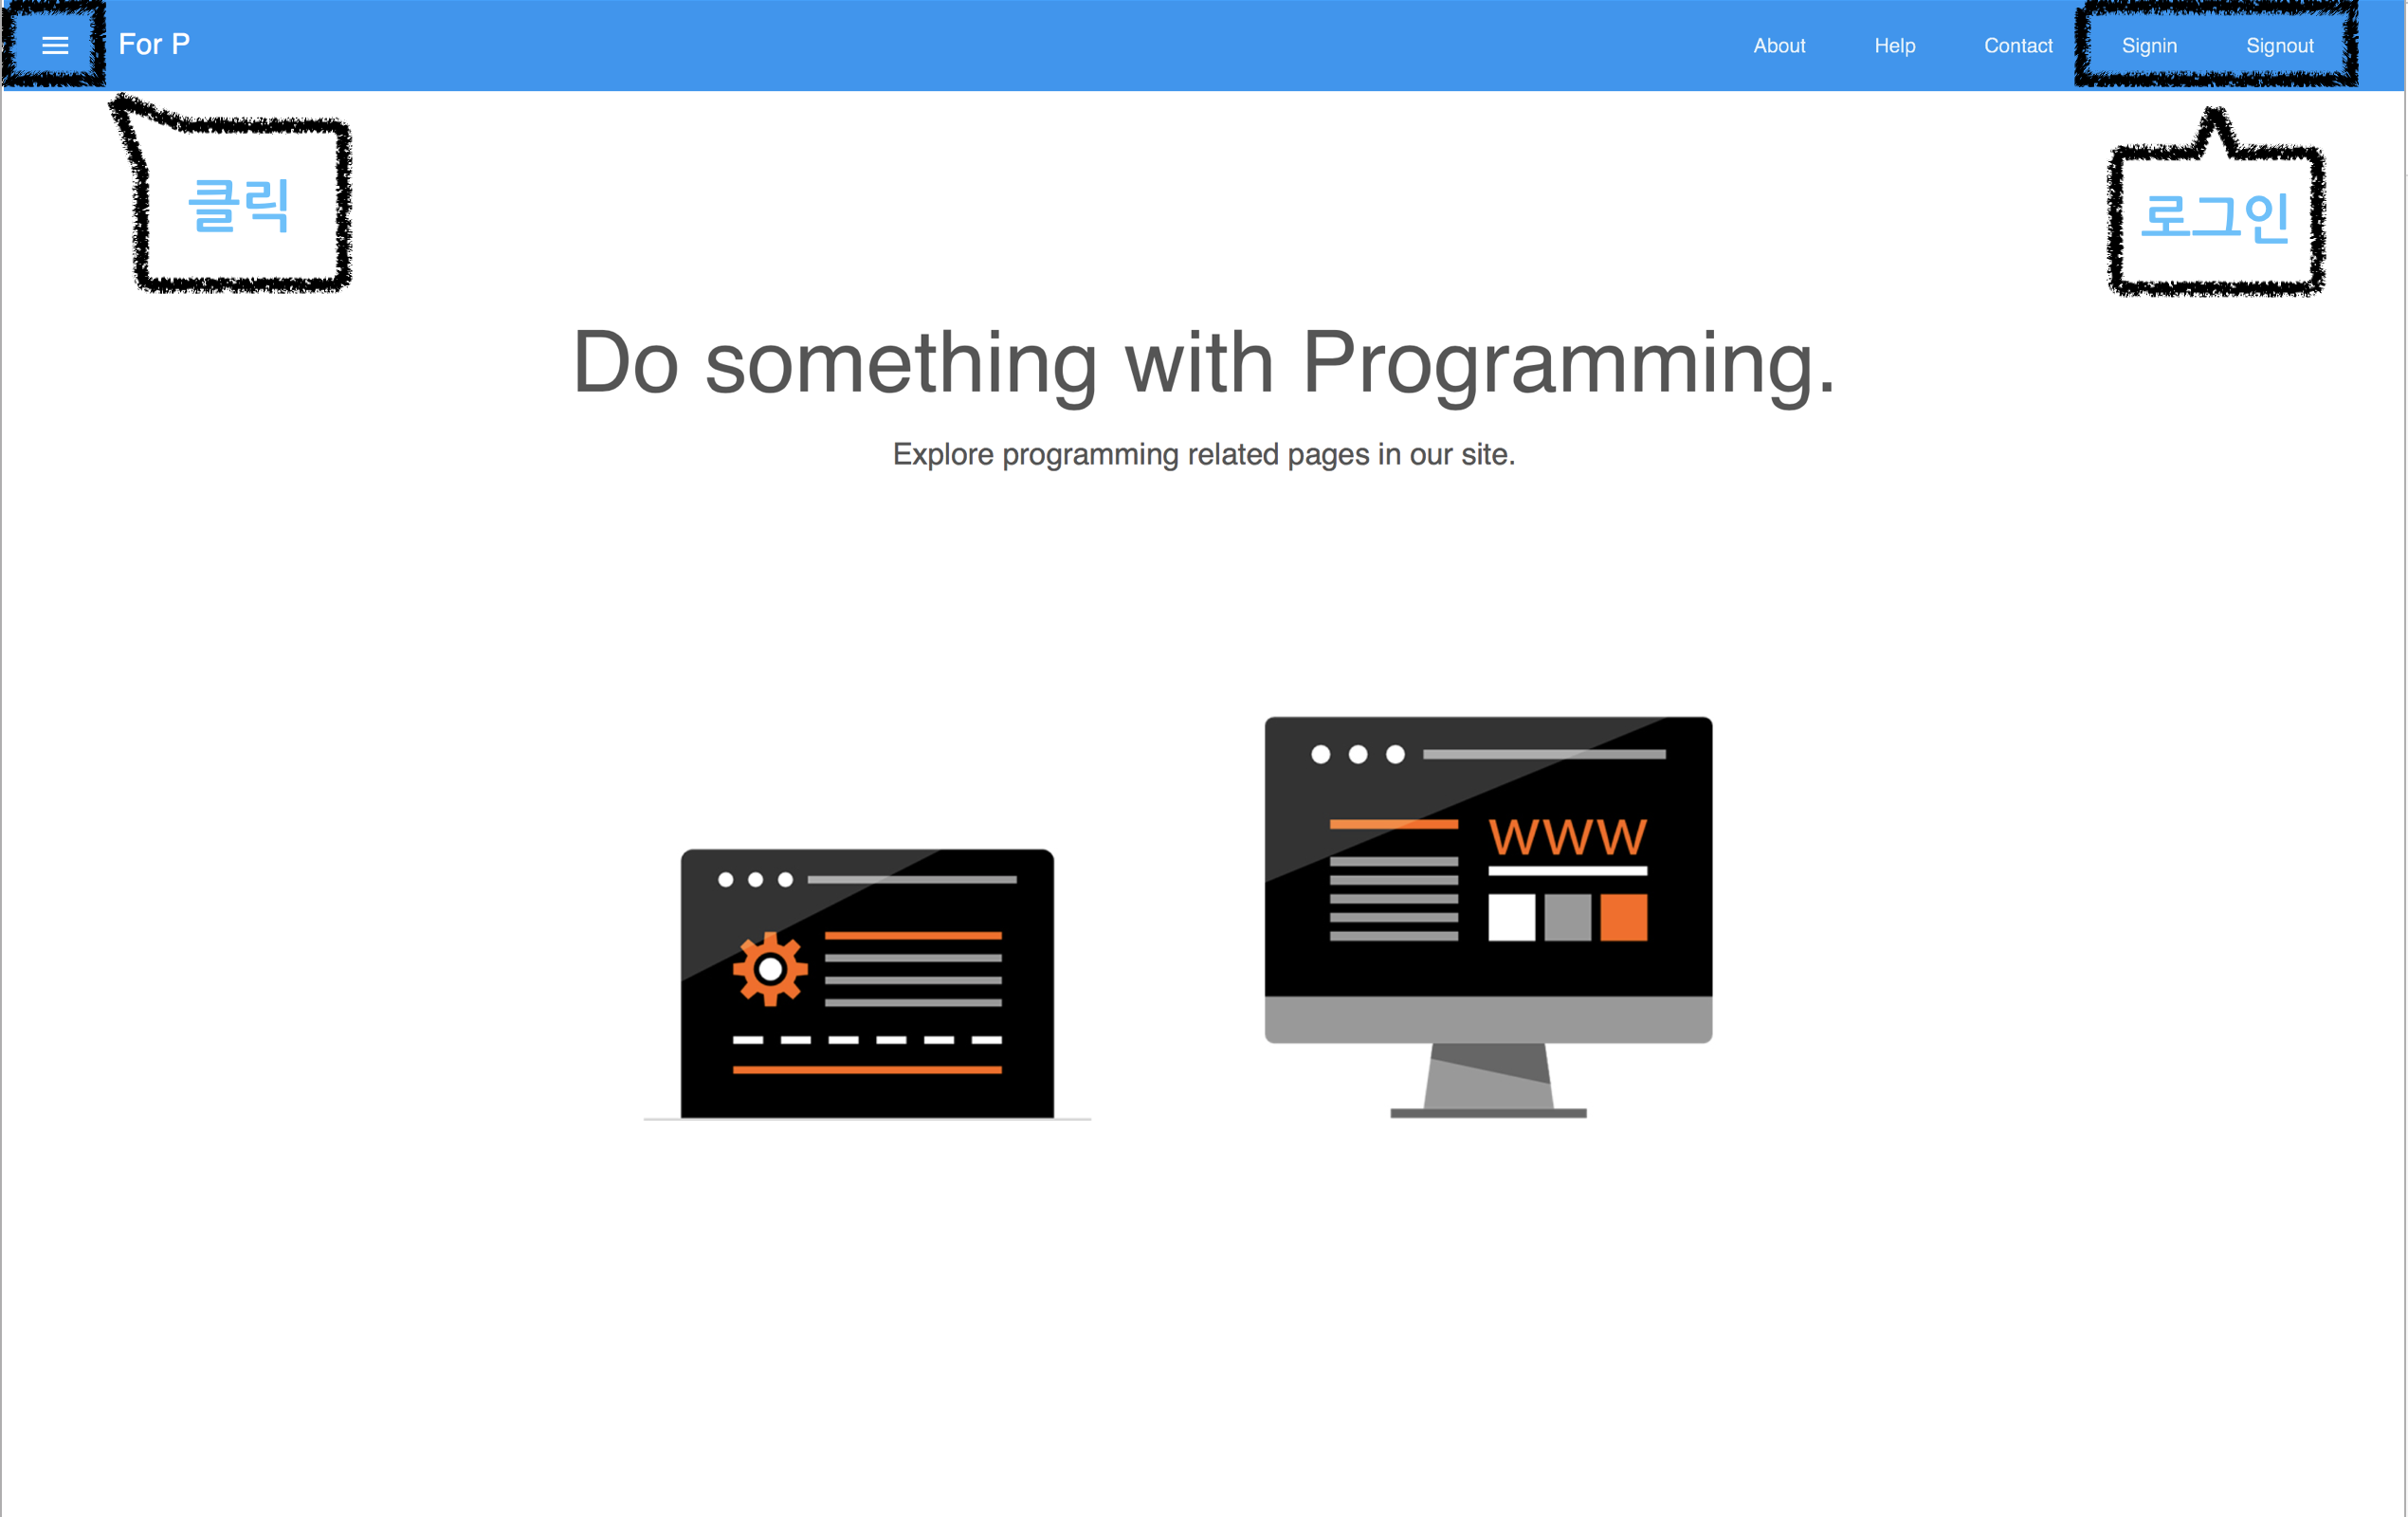 For P
About Help Contact Signin Signout
클릭
로그인
Do something with Programming.
Explore programming related pages in our site.
WWW